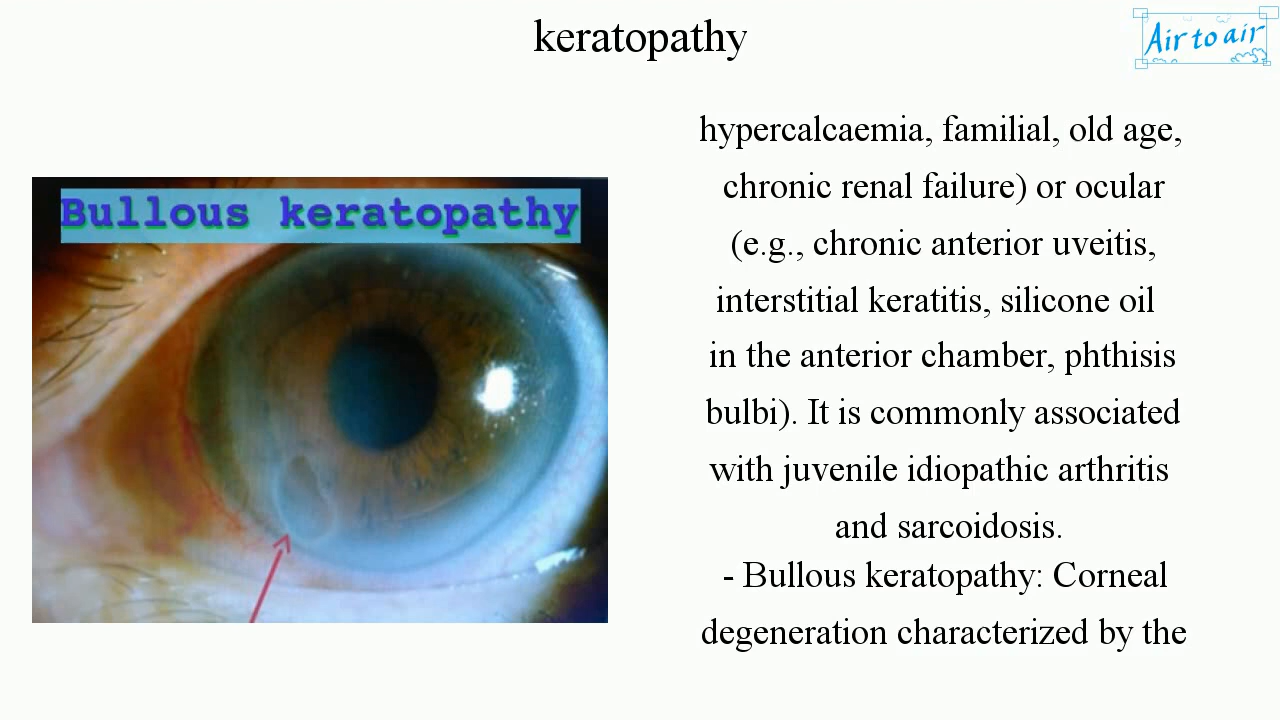 keratopathy
Air to air
Bullous keratopathy
hypercalcaemia, familial, old age,
chronic renal failure) or ocular
(e.g., chronic anterior uveitis,
interstitial keratitis, silicone oil
in the anterior chamber, phthisis
bulbi). It is commonly associated
with juvenile idiopathic arthritis
and sarcoidosis.
- Bullous keratopathy: Corneal
degeneration characterized by the